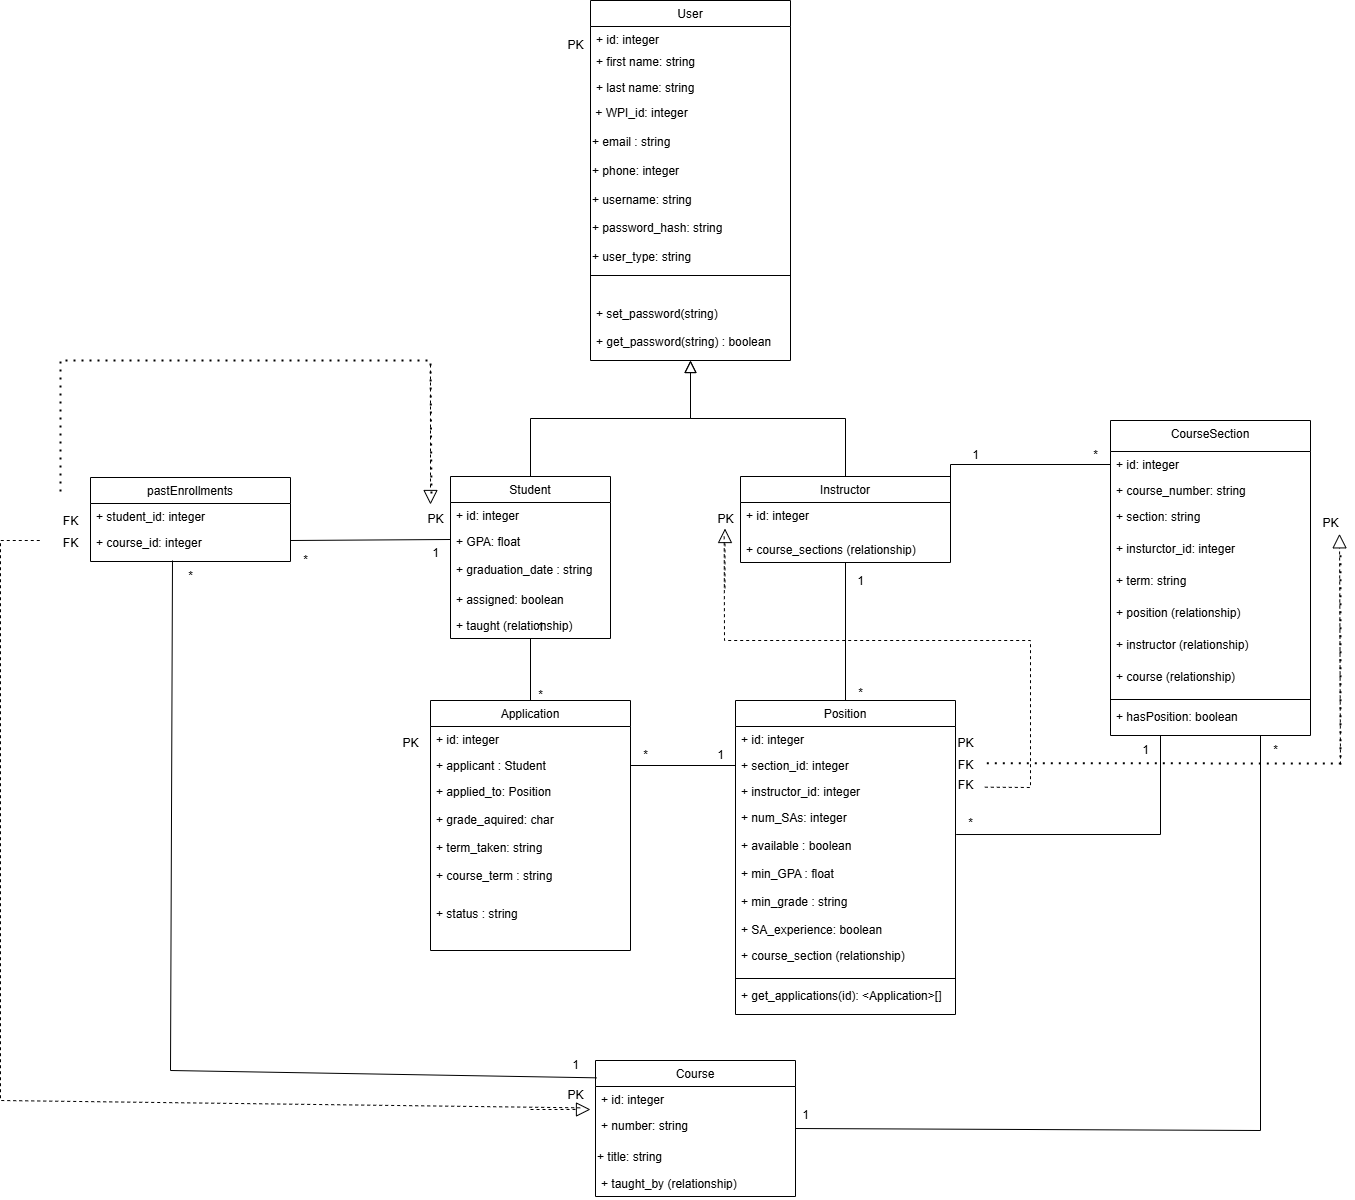 User
PK
+ id: integer
+ first name: string
+ last name: string
+ WPI_id: integer
+ email : string
+ phone: integer
+ username: string
+ password_hash: string
+ user_type: string
+ set_password(string)
+ get_password(string) : boolean
pastEnrollments
FK
+ student_id: integer
FK
+ course_id: integer
*
*
Student
PK
1
+ id: integer
+ GPA: float
+ graduation_date : string
+ assigned: boolean
+ taught (relationship)
1
*
Instructor
PK
+ id: integer
+ course_sections (relationship)
1
*
1
*
CourseSection
PK
+ id: integer
+ course_number: string
+ section: string
+ insturctor_id: integer
+ term: string
+ position (relationship)
+ instructor (relationship)
+ course (relationship)
+ hasPosition: boolean
1
*
Application
PK
+ id: integer
+ applicant : Student
+ applied_to: Position
+ grade_aquired: char
+ term_taken: string
+ course_term : string
+ status : string
*
1
Position
+ id: integer
PK
+ section_id: integer
FK
+ instructor_id: integer
FK
+ num_SAs: integer
*
+ available : boolean
+ min_GPA : float
+ min_grade : string
+ SA_experience: boolean
+ course_section (relationship)
+ get_applications(id): <Application>[]
1
Course
PK
+ id: integer
+ number: string
1
+ title: string
+ taught_by (relationship)